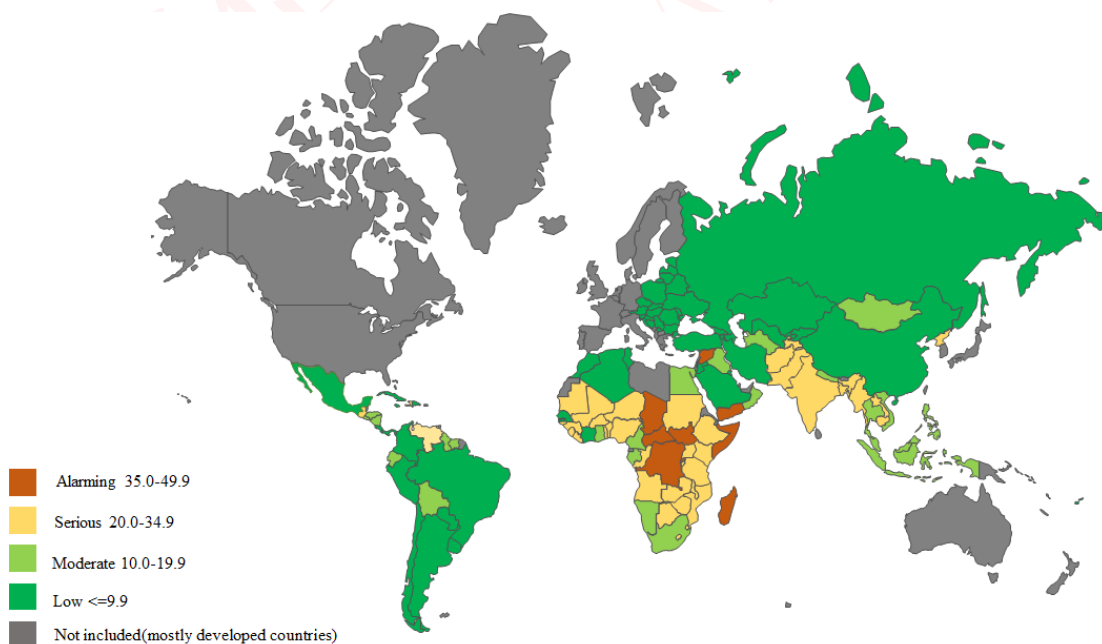 Alarming 35.0-49.9
Serious 20.0-34.9
Moderate 10.0-19.9
Low <=9.9
Not included(mostly developed countries)